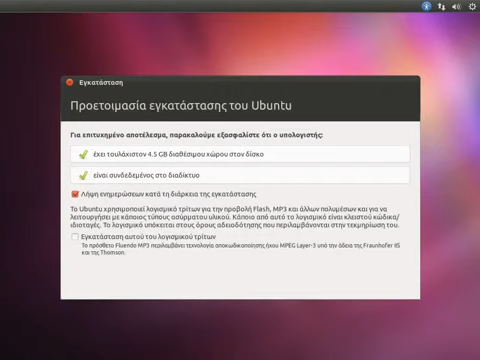 Εγκατάσταση
Προετοιμασία εγκατάστασης του Ubuntu
Για επιτυχημένο αποτέλεσμα, παρακαλούμε εξασφαλίστε ότι ο υπολογιστής:
έχει τουλάχιστον 4.5 GB διαθέσιμου χώρου στον δίσκο
είναι συνδεδεμένος στο διαδίκτυο
Λήψη ενημερώσεων κατά τη διάρκεια της εγκατάστασης
Το Ubuntu χρησιμοποιεί λογισμικό τρίτων για την προβολή Flash, MP3 και άλλων πολυμέσων και για να
λειτουργήσει με κάποιος τύπους ασύρματου υλικού. Κάποιο από αυτό το λογισμικό είναι κλειστού κώδικα/
ιδιοταγές. Το λογισμικό υπόκειται στους όρους αδειοδότησης που περιλαμβάνονται στην τεκμηρίωσή του.
Εγκατάσταση αυτού του λογισμικού τρίτων
Το πρόσθετο Fluendo MP3 περιλαμβάνει τεχνολογία αποκωδικοποίησης ήχου MPEG Layer-3 υπό την άδεια της Fraunhofer IIS
και της Thomson.